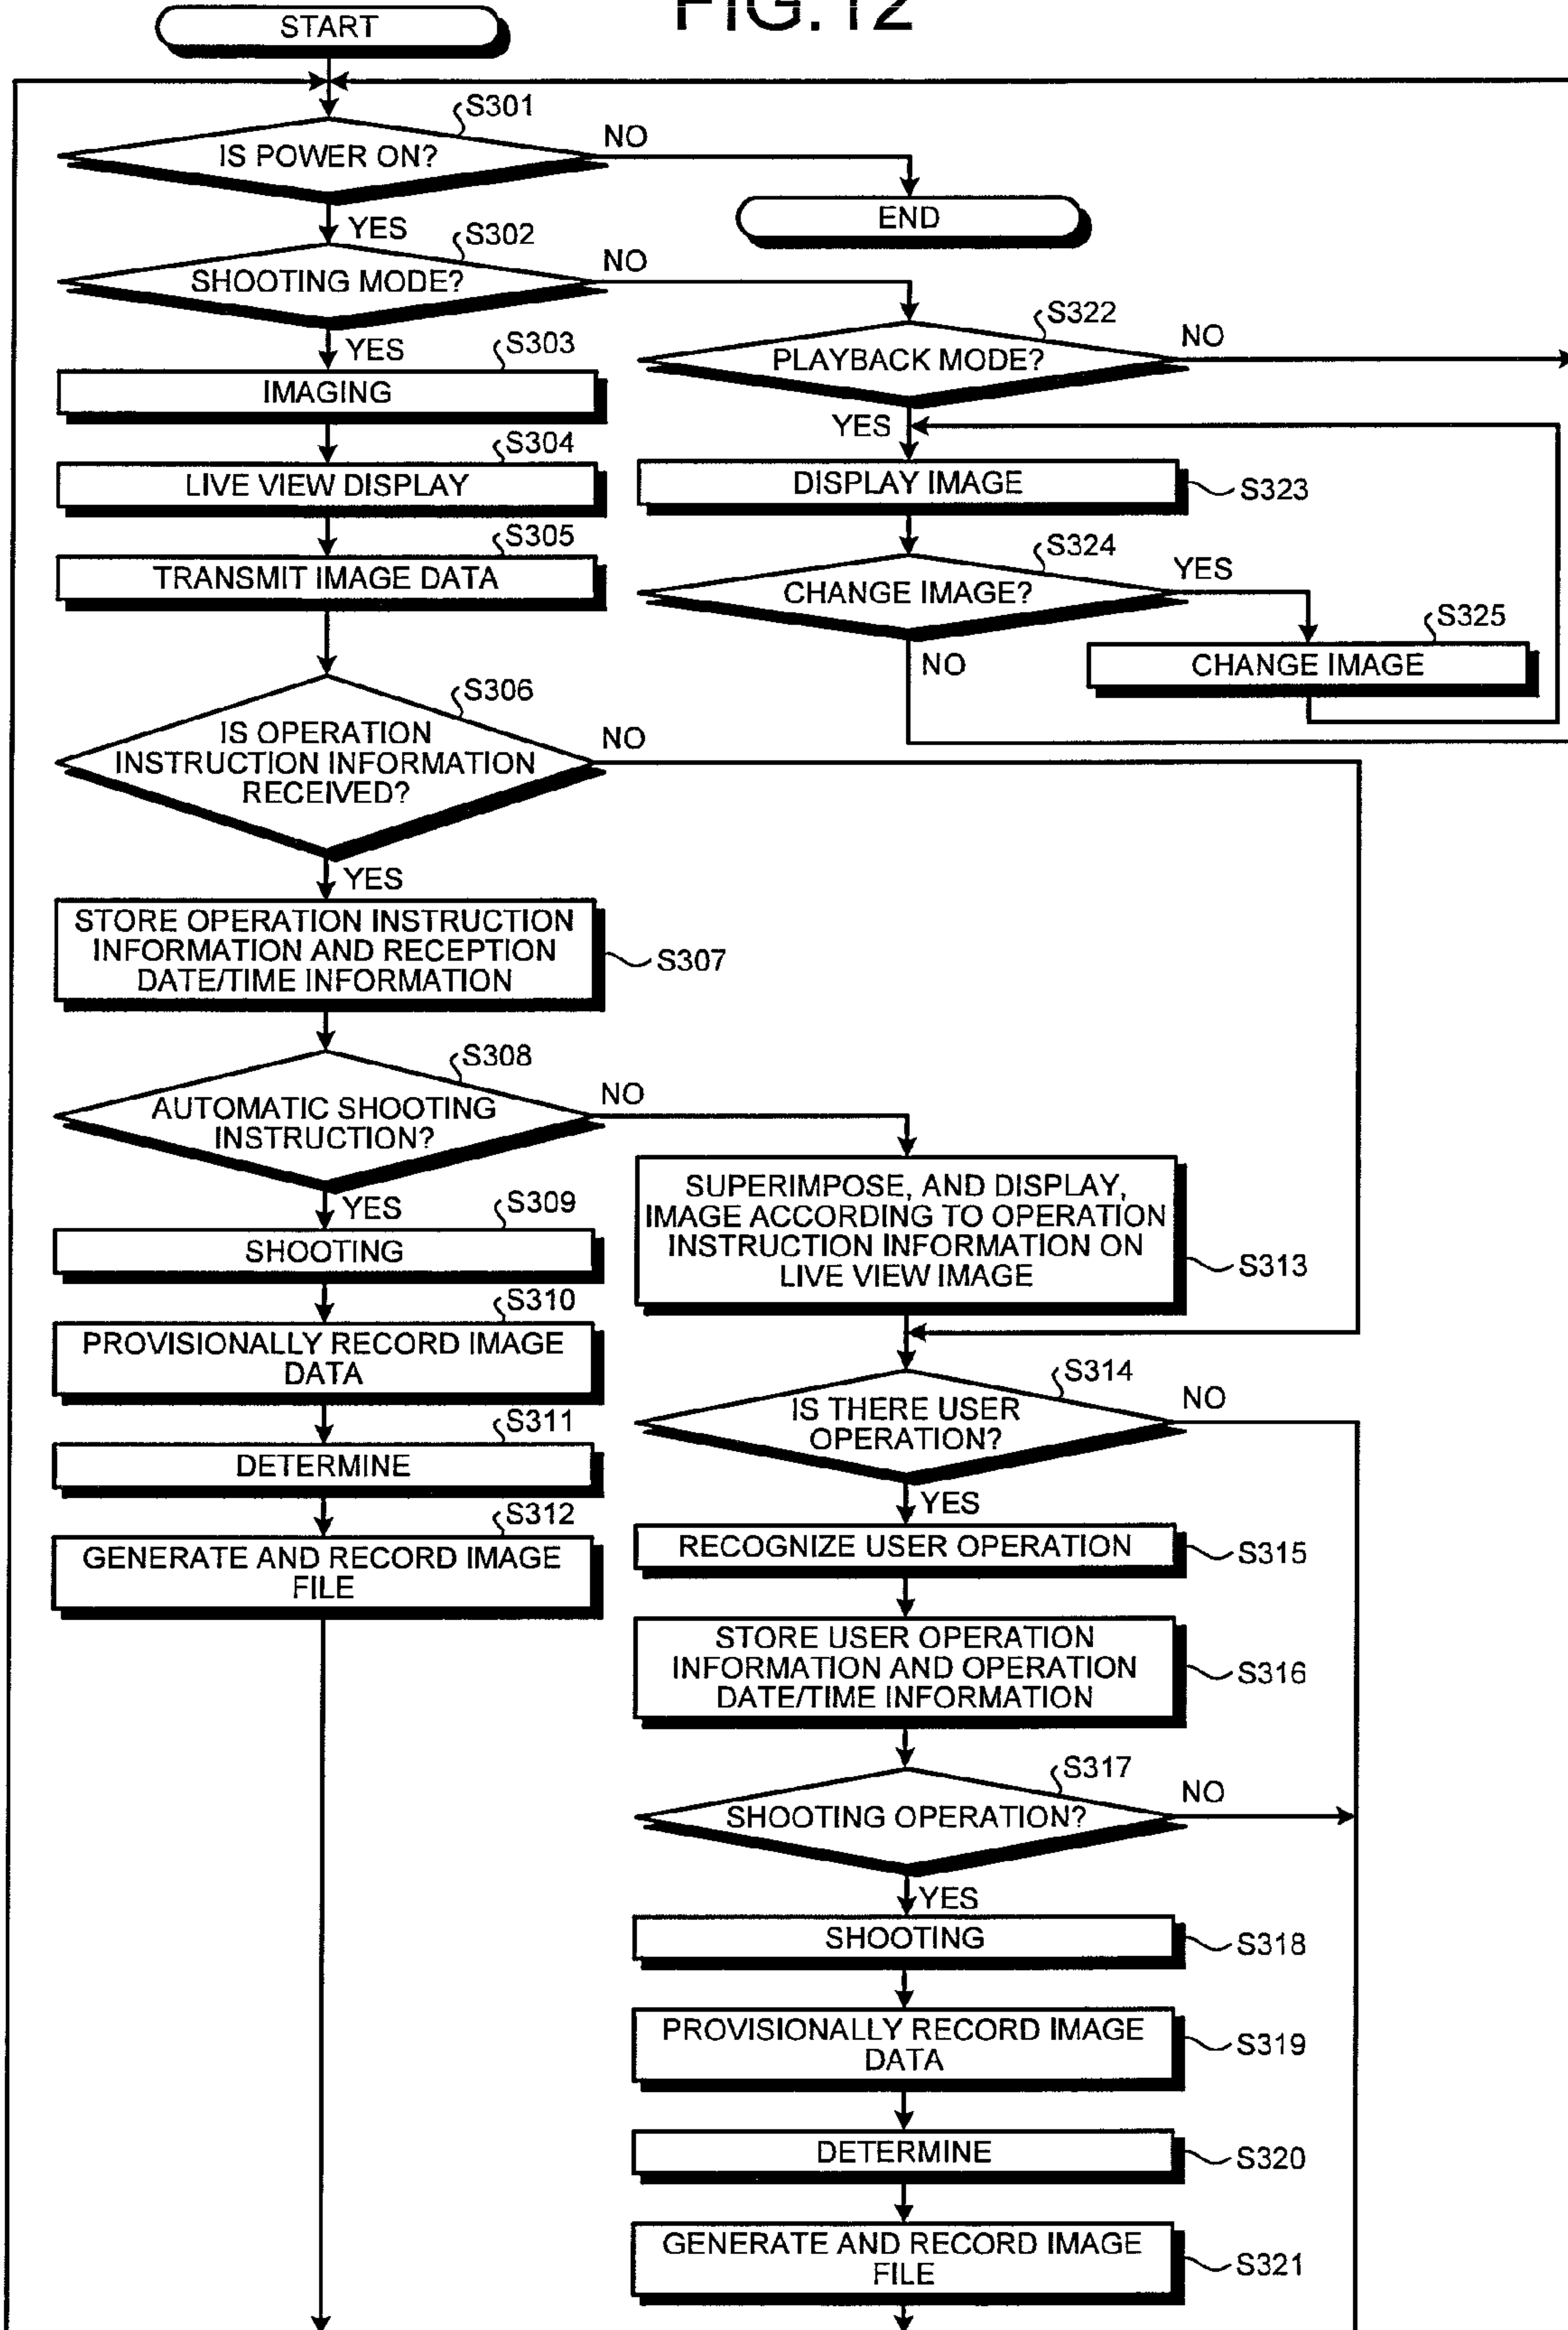 FIG.12
START
S301
IS POWER ON?
NO
END
YES
S302
SHOOTING MODE?
NO
YES
S303
IMAGING
S304
LIVE VIEW DISPLAY
S305
TRANSMIT IMAGE DATA
S306
IS OPERATION
INSTRUCTION INFORMATION
RECEIVED?
NO
YES
STORE OPERATION INSTRUCTION
INFORMATION AND RECEPTION
DATE/TIME INFORMATION
S307
S308
AUTOMATIC SHOOTING
INSTRUCTION?
NO
YES
S309
SHOOTING
S310
PROVISIONALLY RECORD IMAGE
DATA
S311
DETERMINE
S312
GENERATE AND RECORD IMAGE
FILE
S322
PLAYBACK MODE?
NO
YES
DISPLAY IMAGE
S323
S324
CHANGE IMAGE?
YES
S325
CHANGE IMAGE
NO
SUPERIMPOSE, AND DISPLAY,
IMAGE ACCORDING TO OPERATION
INSTRUCTION INFORMATION ON
LIVE VIEW IMAGE
S313
S314
IS THERE USER
OPERATION?
NO
YES
RECOGNIZE USER OPERATION
S315
STORE USER OPERATION
INFORMATION AND OPERATION
DATE/TIME INFORMATION
S316
S317
SHOOTING OPERATION?
NO
YES
SHOOTING
S318
PROVISIONALLY RECORD IMAGE
DATA
S319
DETERMINE
S320
GENERATE AND RECORD IMAGE
FILE
S321